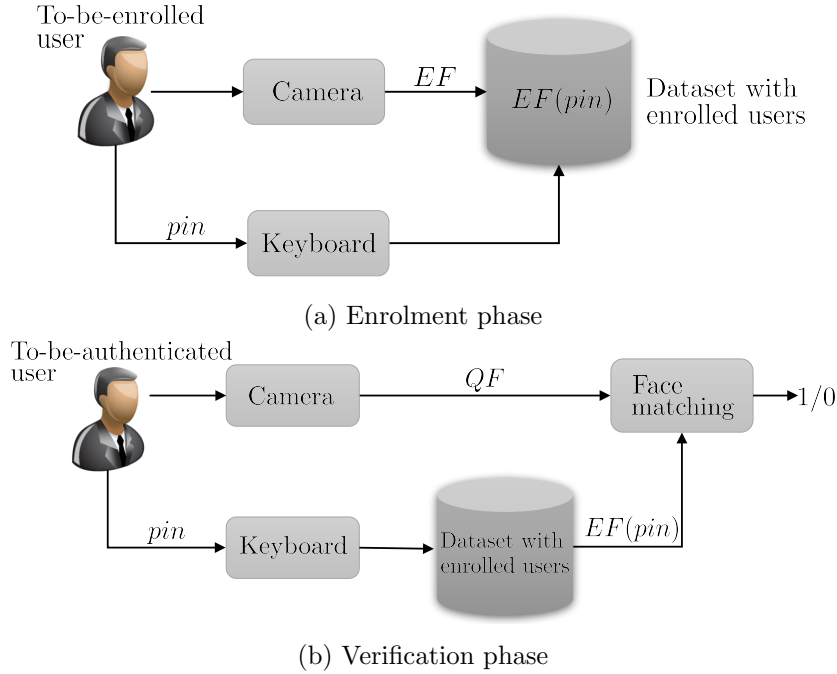 To-be-enrolled
user
Camera
EF
EF(pin)
Dataset with
enrolled users
pin
Keyboard
(a) Enrolment phase
To-be-authenticated
user
Camera
QF
Face
matching
1/0
pin
Keyboard
Dataset with
enrolled users
EF(pin)
(b) Verification phase